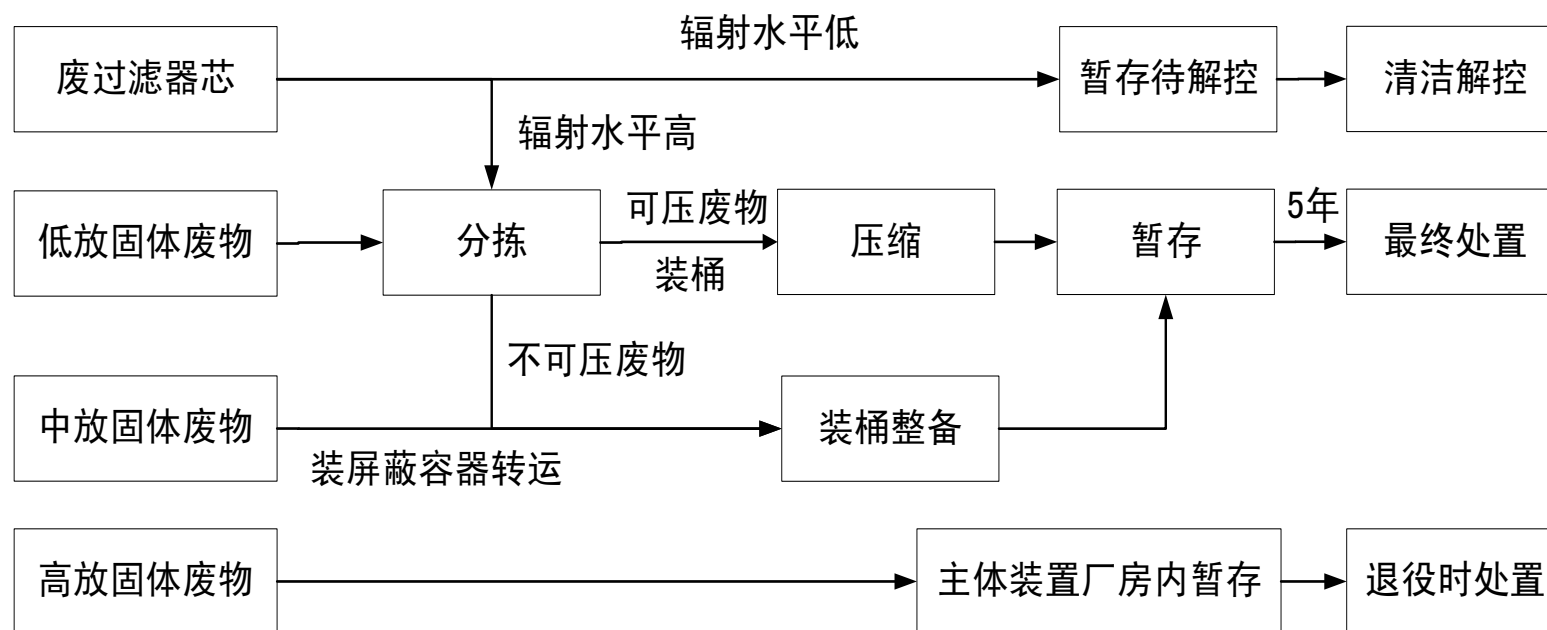 辐射水平低
废过滤器芯
暂存待解控
清洁解控
辐射水平高
低放固体废物
分拣
可压废物
装桶
压缩
暂存
5年
最终处置
不可压废物
中放固体废物
装屏蔽容器转运
装桶整备
高放固体废物
主体装置厂房内暂存
退役时处置